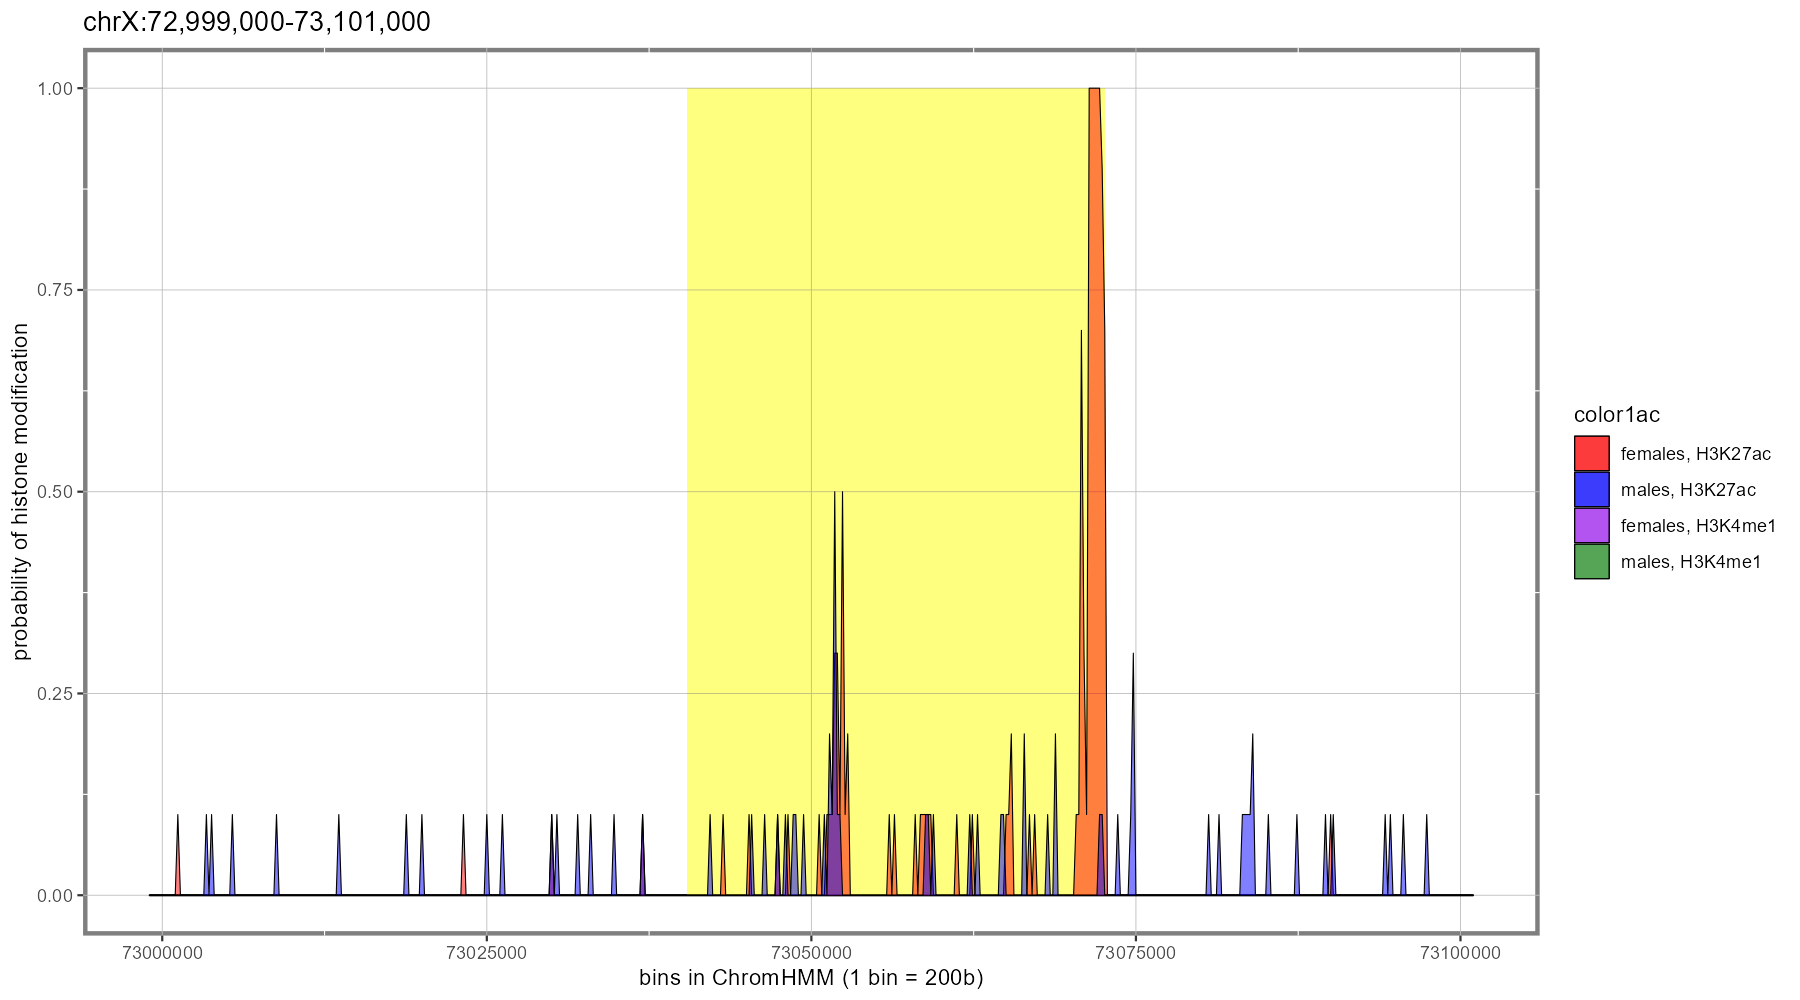 chrX:72,999,000-73,101,000
1.00
0.75
0.50
0.25
0.00
probability of histone modification
73000000
73025000
73050000
73075000
73100000
bins in ChromHMM (1 bin = 200b)
color1ac
females, H3K27ac
males, H3K27ac
females, H3K4me1
males, H3K4me1